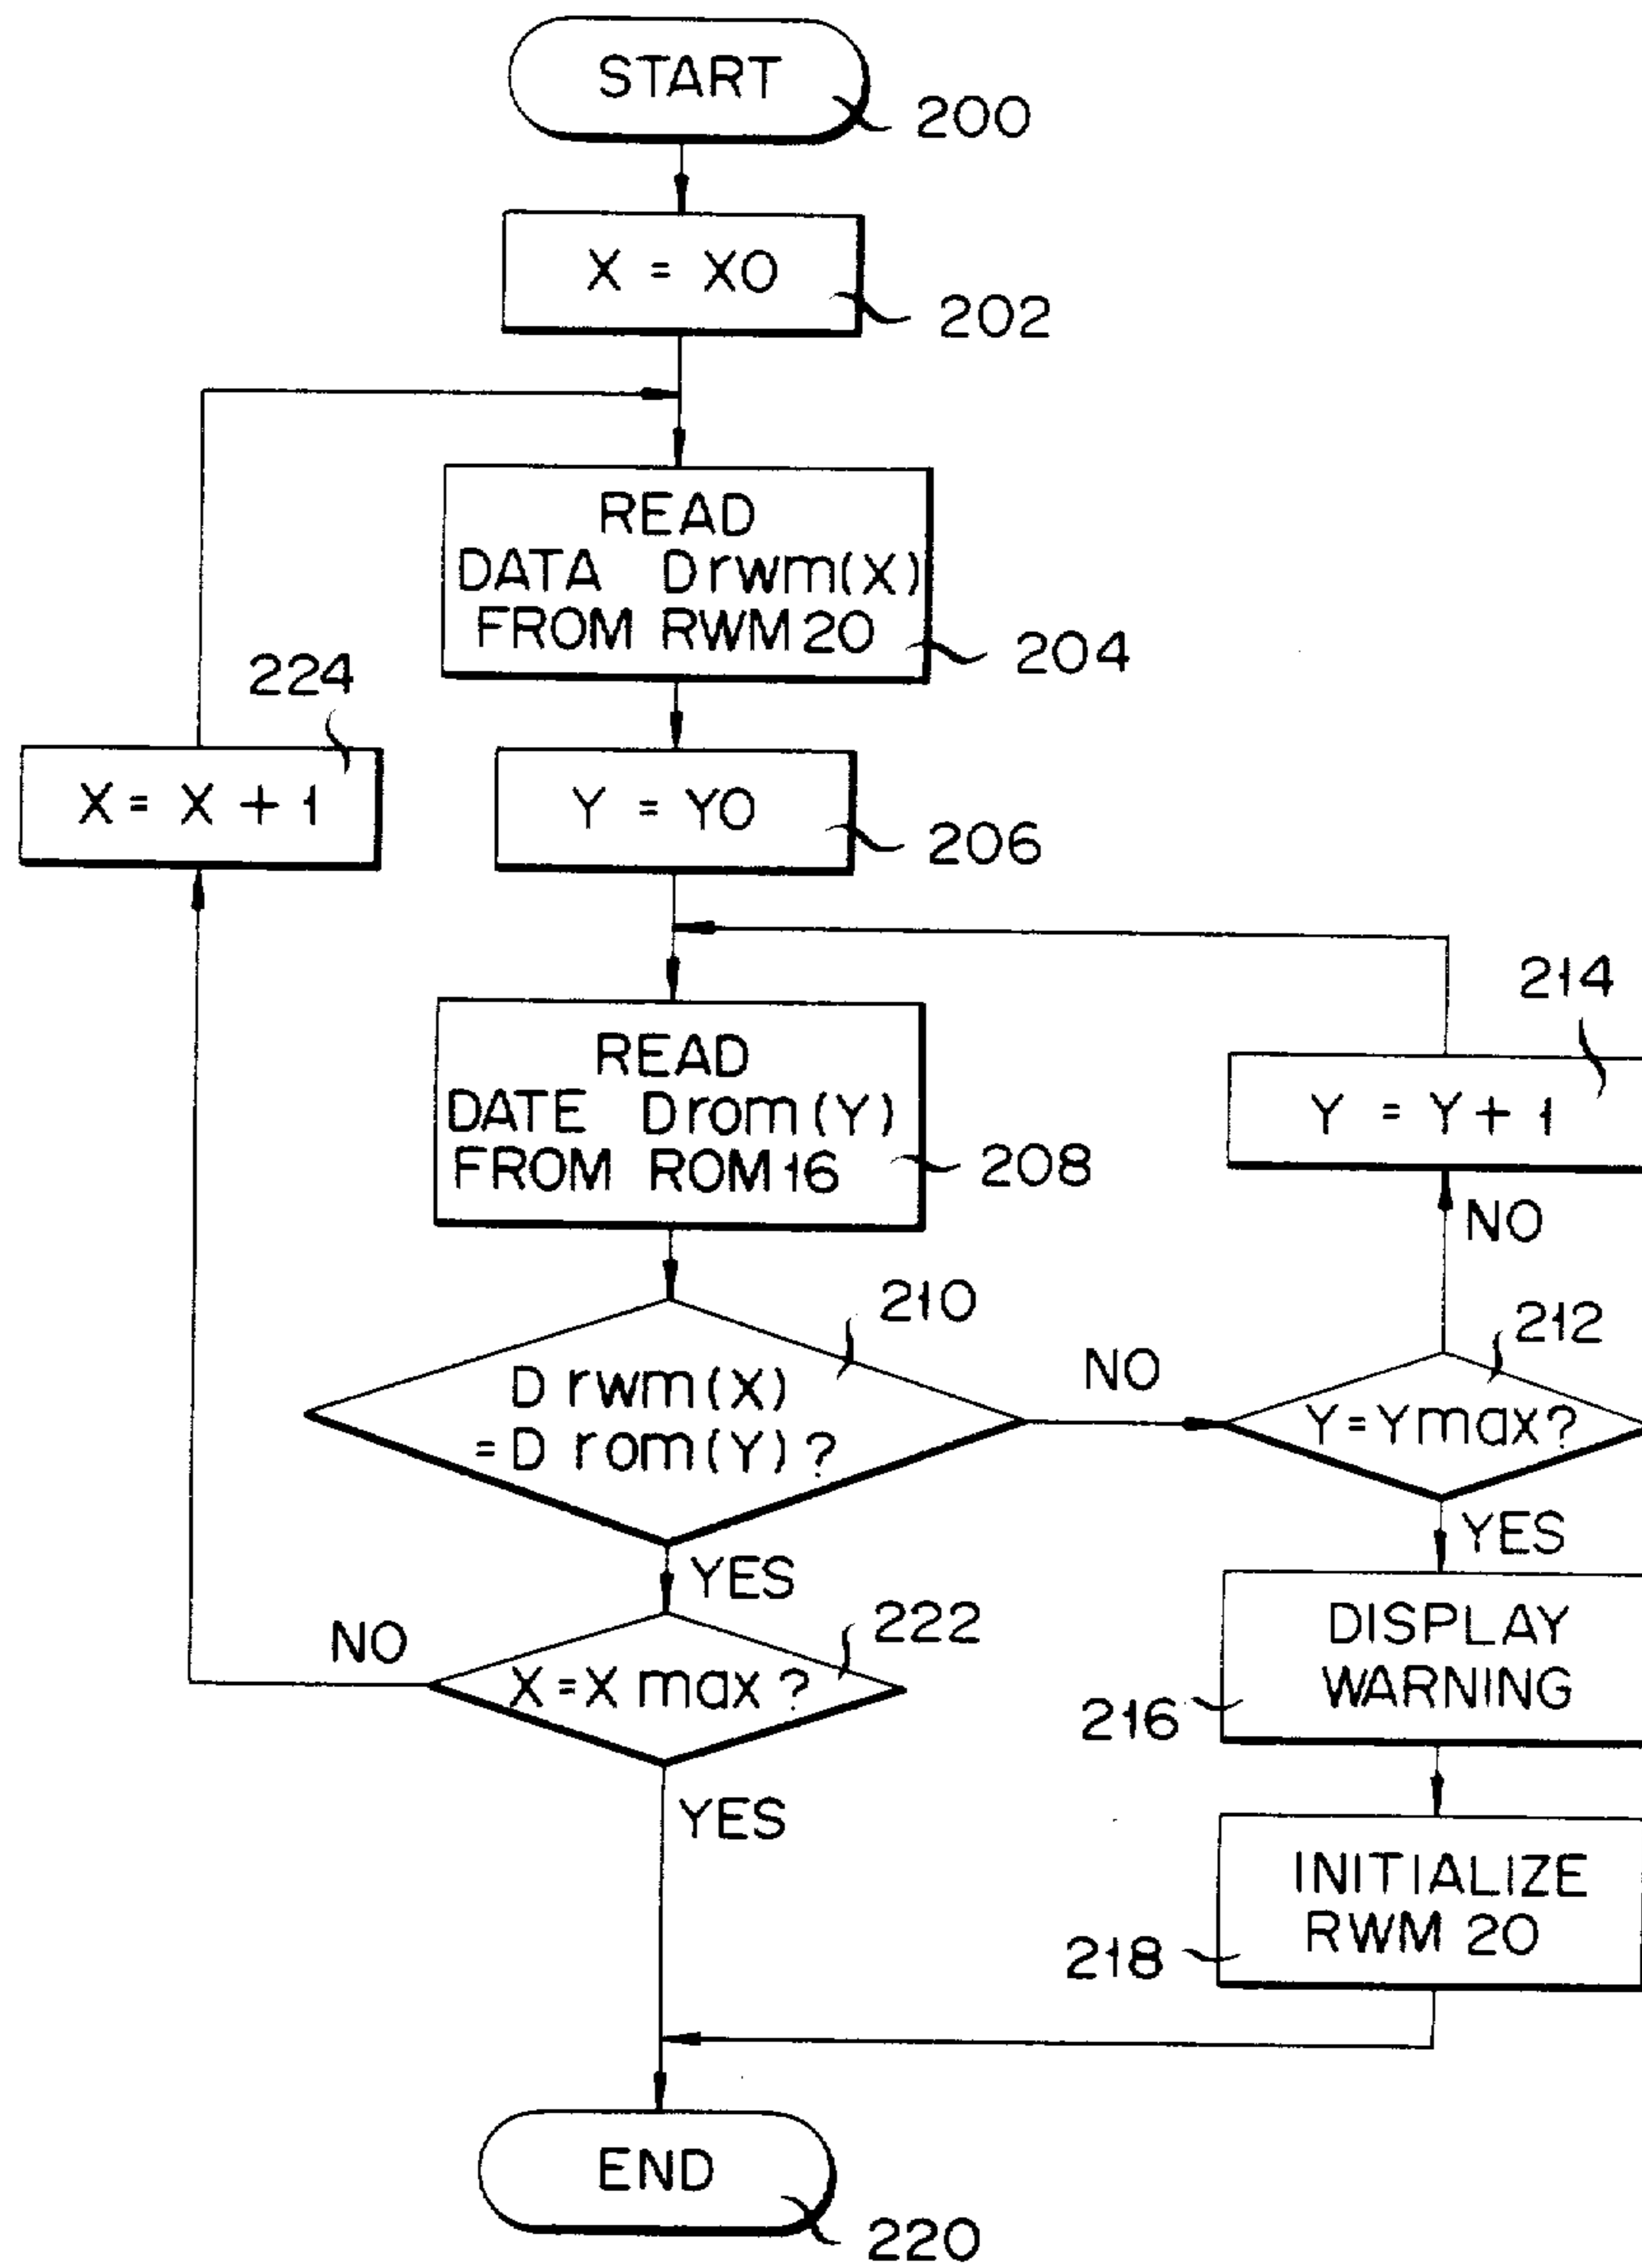 START
200
X = X0
202
READ
DATA Drwm(X)
FROM RWM 20
204
224
X = X + 1
Y = Y0
206
214
READ
DATE Drom(Y)
FROM ROM 16
208
Y = Y + 1
NO
210
212
D rwm(X)
= D rom(Y)?
NO
Y = Ymax?
YES
YES
222
NO
X = X max?
DISPLAY
WARNING
216
YES
INITIALIZE
RWM 20
218
END
220